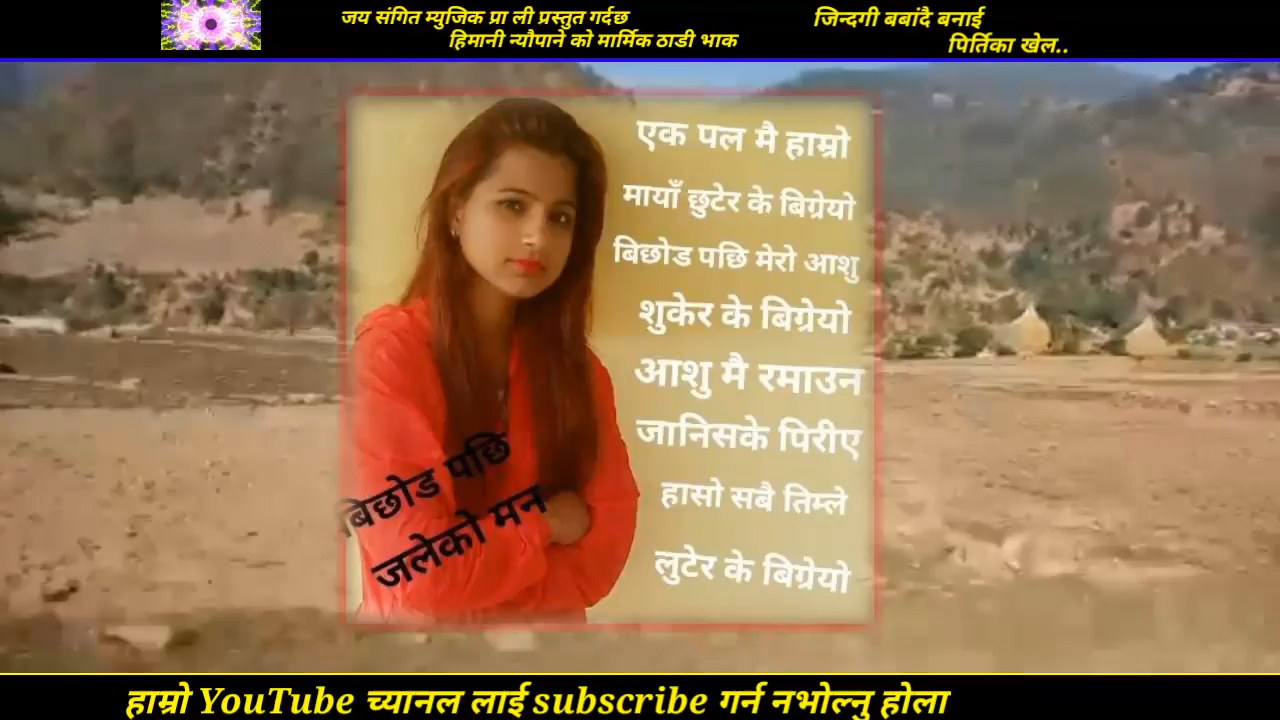 जय संगित म्युजिक प्रा ली प्रस्तुत गर्दछ
हिमानी न्यौपाने को मार्मिक ठाडी भाक
जिन्दगी बबांदै बनाई
पिर्तिका खेल..
एक पल मै हाम्रो
मायाँ छुटेर के बिग्रेयो
बिछोड पछि मेरो आशु
शुकेर के बिग्रेयो
आशु मै रमाउन
जानिसके पिरीए
हासो सबै तिम्ले
लुटेर के बिग्रेयो
बिछोड पछि
जलेको मन
हाम्रो YouTube च्यानल लाई subscribe गर्न नभोल्नु होला